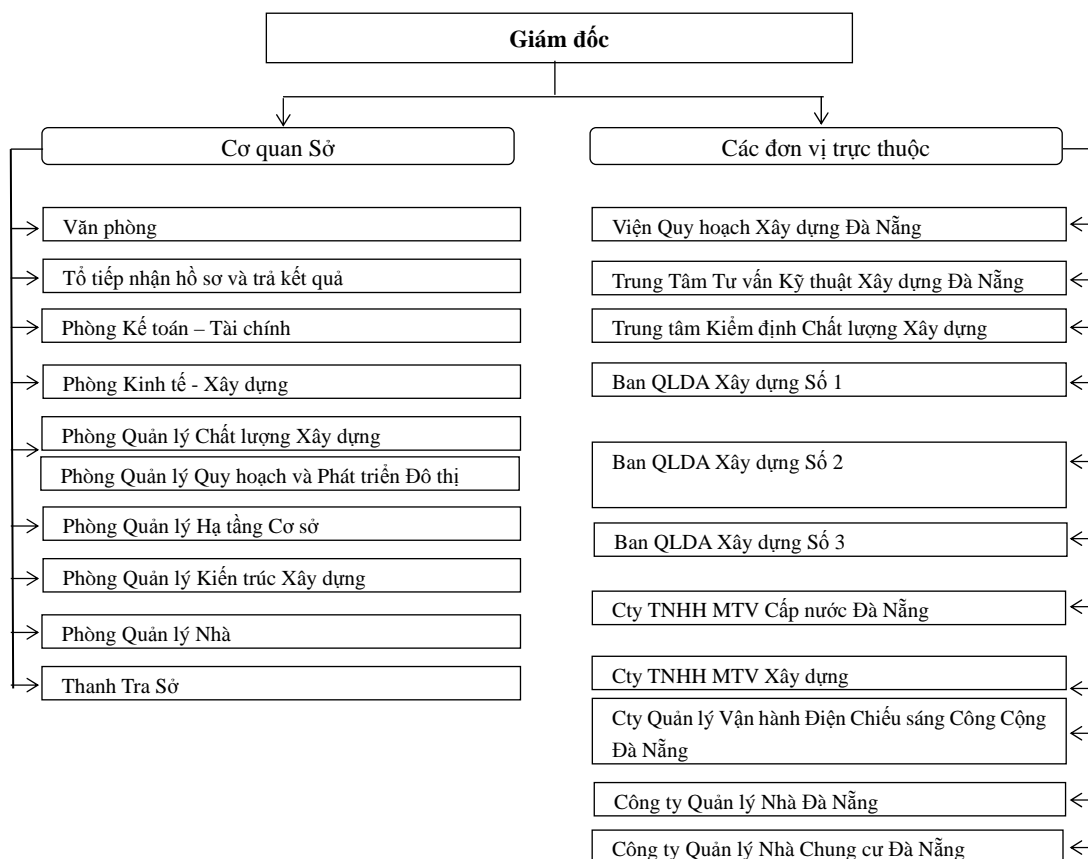 Giám đốc
Cơ quan Sở
Văn phòng
Tổ tiếp nhận hồ sơ và trả kết quả
Phòng Kế toán – Tài chính
Phòng Kinh tế - Xây dựng
Phòng Quản lý Chất lượng Xây dựng
Phòng Quản lý Quy hoạch và Phát triển Đô thị
Phòng Quản lý Hạ tầng Cơ sở
Phòng Quản lý Kiến trúc Xây dựng
Phòng Quản lý Nhà
Thanh Tra Sở
Các đơn vị trực thuộc
Viện Quy hoạch Xây dựng Đà Nẵng
Trung Tâm Tư vấn Kỹ thuật Xây dựng Đà Nẵng
Trung tâm Kiểm định Chất lượng Xây dựng
Ban QLDA Xây dựng Số 1
Ban QLDA Xây dựng Số 2
Ban QLDA Xây dựng Số 3
Cty TNHH MTV Cấp nước Đà Nẵng
Cty TNHH MTV Xây dựng
Cty Quản lý Vận hành Điện Chiếu sáng Công Cộng
Đà Nẵng
Công ty Quản lý Nhà Đà Nẵng
Công ty Quản lý Nhà Chung cư Đà Nẵng